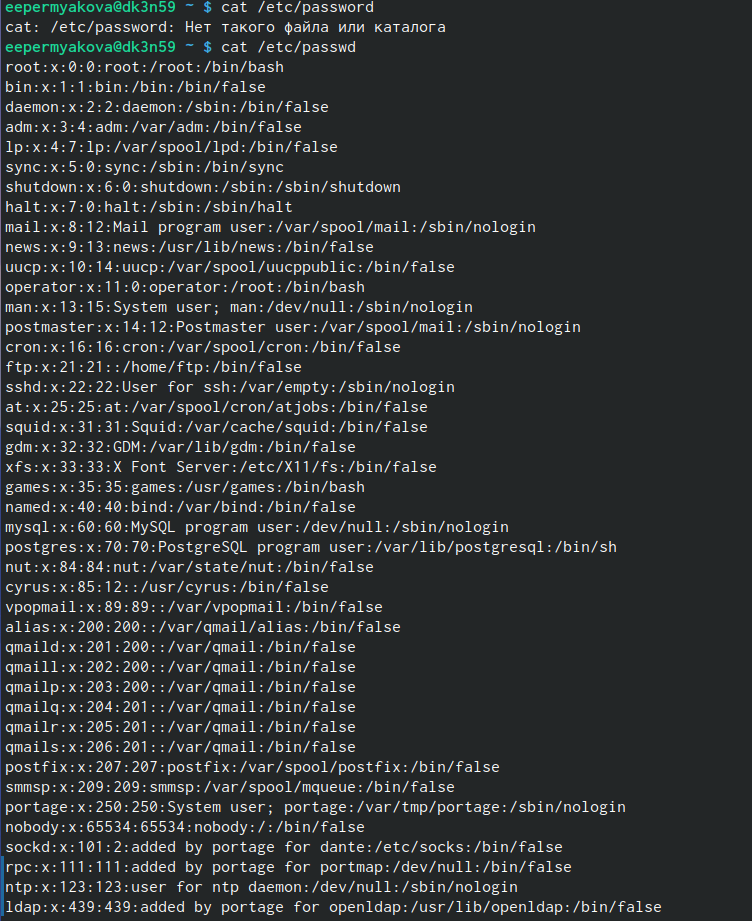 eepermyakova@dk3n59 ~ $ cat /etc/password
cat: /etc/password: Нет такого файла или каталога
eepermyakova@dk3n59 ~ $ cat /etc/passwd
root:x:0:0:root:/root:/bin/bash
bin:x:1:1:bin:/bin:/bin/false
daemon:x:2:2:daemon:/sbin:/bin/false
adm:x:3:4:adm:/var/adm:/bin/false
lp:x:4:7:lp:/var/spool/lpd:/bin/false
sync:x:5:0:sync:/sbin:/bin/sync
shutdown:x:6:0:shutdown:/sbin:/sbin/shutdown
halt:x:7:0:halt:/sbin:/sbin/halt
mail:x:8:12:Mail program user:/var/spool/mail:/sbin/nologin
news:x:9:13:news:/usr/lib/news:/bin/false
uucp:x:10:14:uucp:/var/spool/uucppublic:/bin/false
operator:x:11:0:operator:/root:/bin/bash
man:x:13:15:System user; man:/dev/null:/sbin/nologin
postmaster:x:14:12:Postmaster user:/var/spool/mail:/sbin/nologin
cron:x:16:16:cron:/var/spool/cron:/bin/false
ftp:x:21:21::/home/ftp:/bin/false
sshd:x:22:22:User for ssh:/var/empty:/sbin/nologin
at:x:25:25:at:/var/spool/cron/atjobs:/bin/false
squid:x:31:31:Squid:/var/cache/squid:/bin/false
gdm:x:32:32:GDM:/var/lib/gdm:/bin/false
xfs:x:33:33:X Font Server:/etc/X11/fs:/bin/false
games:x:35:35:games:/usr/games:/bin/bash
named:x:40:40:bind:/var/bind:/bin/false
mysql:x:60:60:MySQL program user:/dev/null:/sbin/nologin
postgres:x:70:70:PostgreSQL program user:/var/lib/postgresql:/bin/sh
nut:x:84:84:nut:/var/state/nut:/bin/false
cyrus:x:85:12::/usr/cyrus:/bin/false
vpopmail:x:89:89::/var/vpopmail:/bin/false
alias:x:200:200::/var/qmail/alias:/bin/false
qmaild:x:201:200::/var/qmail:/bin/false
qmaill:x:202:200::/var/qmail:/bin/false
qmailp:x:203:200::/var/qmail:/bin/false
qmailq:x:204:201::/var/qmail:/bin/false
qmailr:x:205:201::/var/qmail:/bin/false
qmails:x:206:201::/var/qmail:/bin/false
postfix:x:207:207:postfix:/var/spool/postfix:/bin/false
smmsp:x:209:209:smmsp:/var/spool/mqueue:/bin/false
portage:x:250:250:System user; portage:/var/tmp/portage:/sbin/nologin
nobody:x:65534:65534:nobody:/:/bin/false
sockd:x:101:2:added by portage for dante:/etc/socks:/bin/false
rpc:x:111:111:added by portage for portmap:/dev/null:/bin/false
ntp:x:123:123:user for ntp daemon:/dev/null:/sbin/nologin
ldap:x:439:439:added by portage for openldap:/usr/lib/openldap:/bin/false